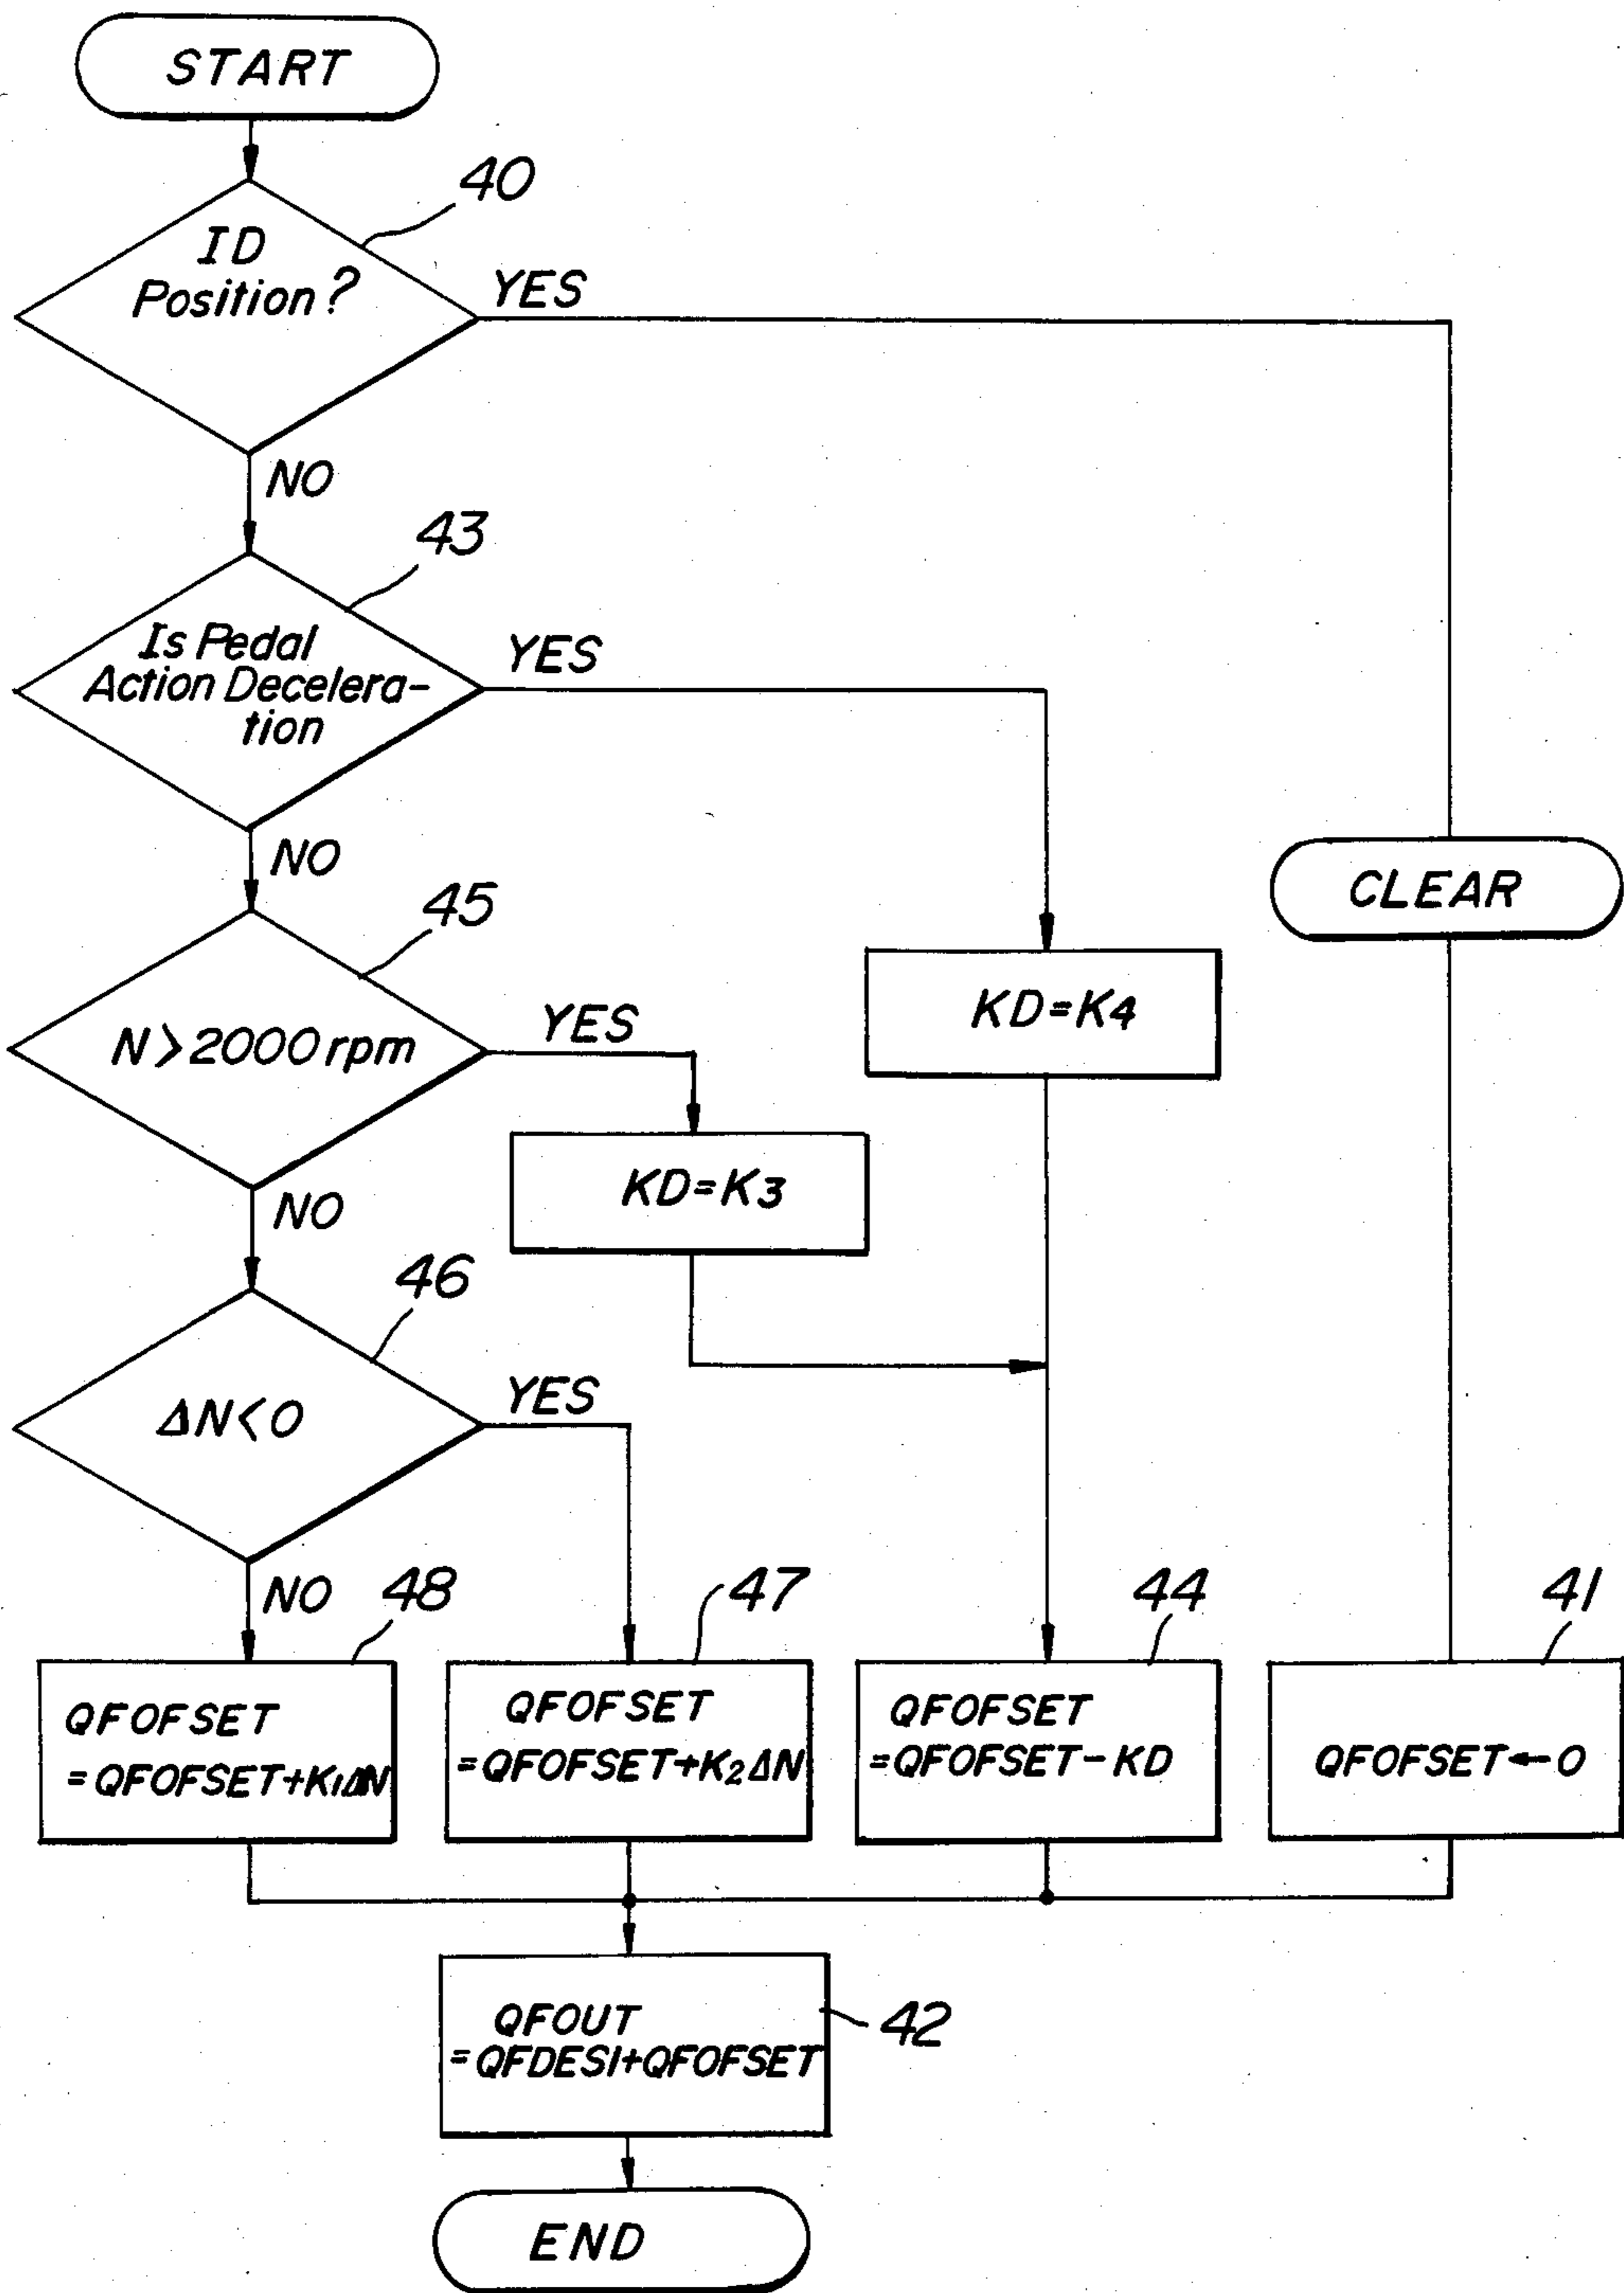 START
40
ID
Position?
YES
NO
43
Is Pedal
Action Decelera-
tion
YES
NO
CLEAR
45
KD=K4
N>2000rpm
YES
KD=K3
NO
46
ΔN<0
YES
NO
48
47
44
41
QFOFSET
=QFOFSET+K1ΔN
QFOFSET
=QFOFSET+K2ΔN
QFOFSET
=QFOFSET-KD
QFOFSET←0
QFOUT
=QFDESI+QFOFSET
42
END